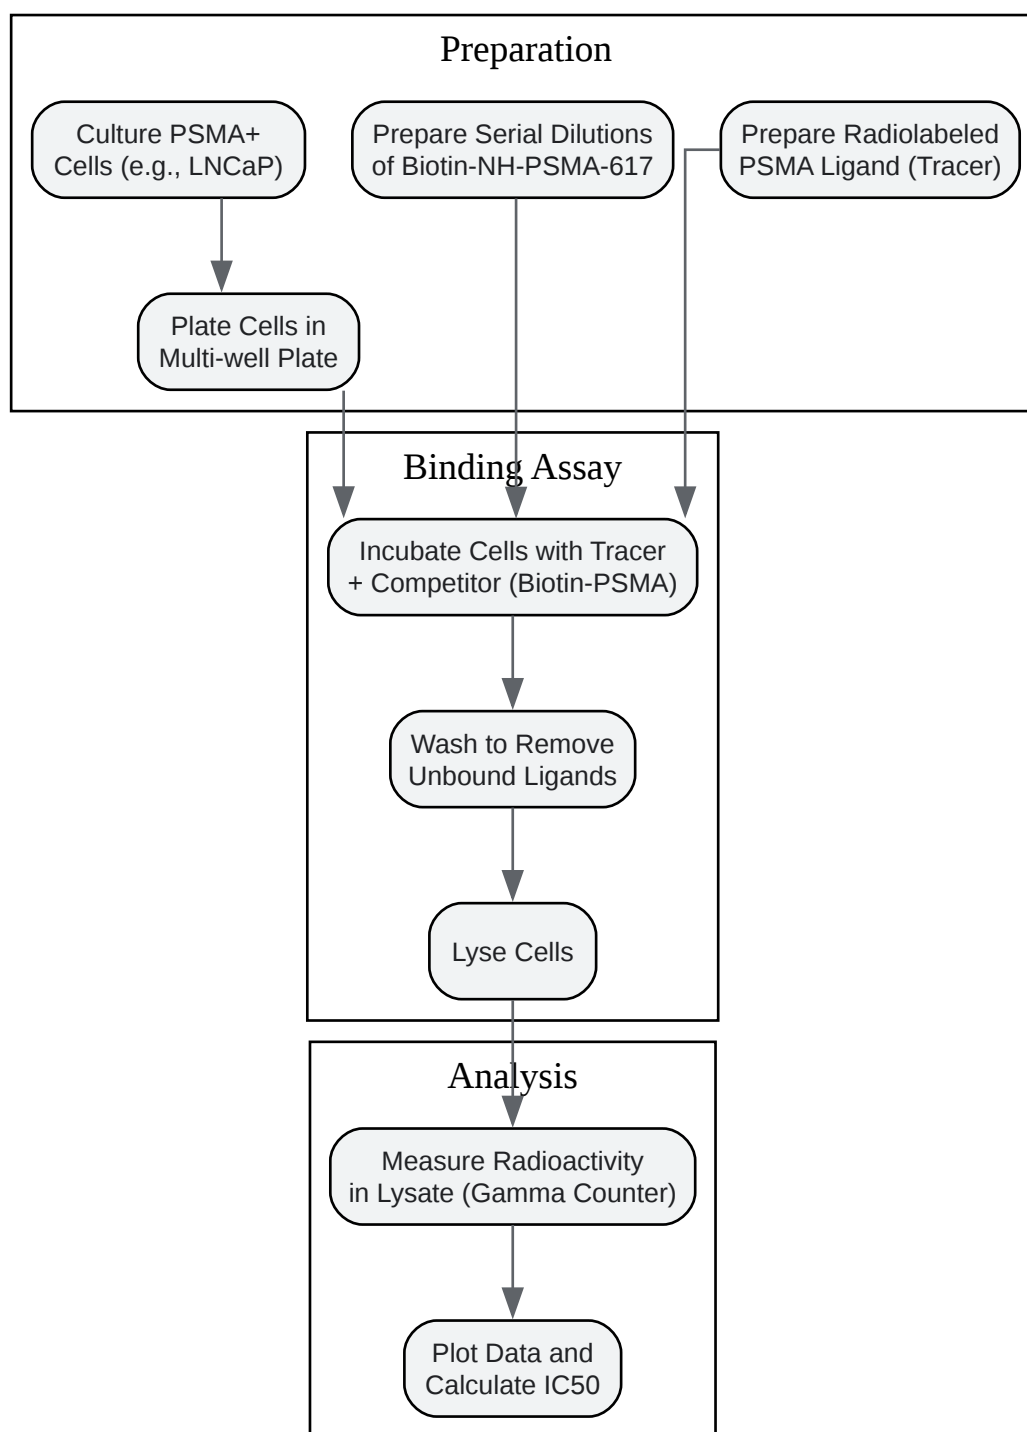 Preparation
Culture PSMA+
Cells (e.g., LNCaP)
Prepare Serial Dilutions
of Biotin-NH-PSMA-617
Prepare Radiolabeled
PSMA Ligand (Tracer)
Plate Cells in
Multi-well Plate
Binding Assay
Incubate Cells with Tracer
+ Competitor (Biotin-PSMA)
Wash to Remove
Unbound Ligands
Lyse Cells
Analysis
Measure Radioactivity
in Lysate (Gamma Counter)
Plot Data and
Calculate IC50